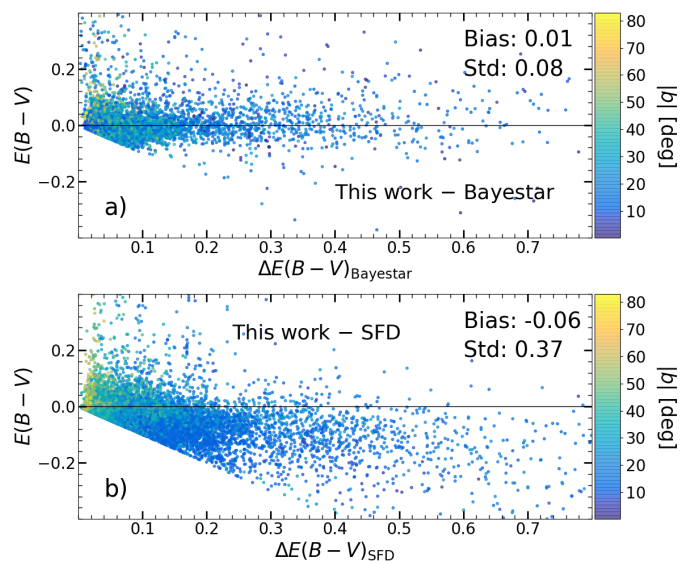 Bias: 0.01
Std: 0.08
This work − Bayestar
a)
E(B − V)
0.2
0.0
−0.2
0.1 0.2 0.3 0.4 0.5 0.6 0.7
ΔE(B − V)Bayestar
80
70
60
50
40
30
20
10
|b| [deg]
Bias: -0.06
Std: 0.37
This work − SFD
b)
E(B − V)
0.2
0.0
−0.2
0.1 0.2 0.3 0.4 0.5 0.6 0.7
ΔE(B − V)SFD
80
70
60
50
40
30
20
10
|b| [deg]